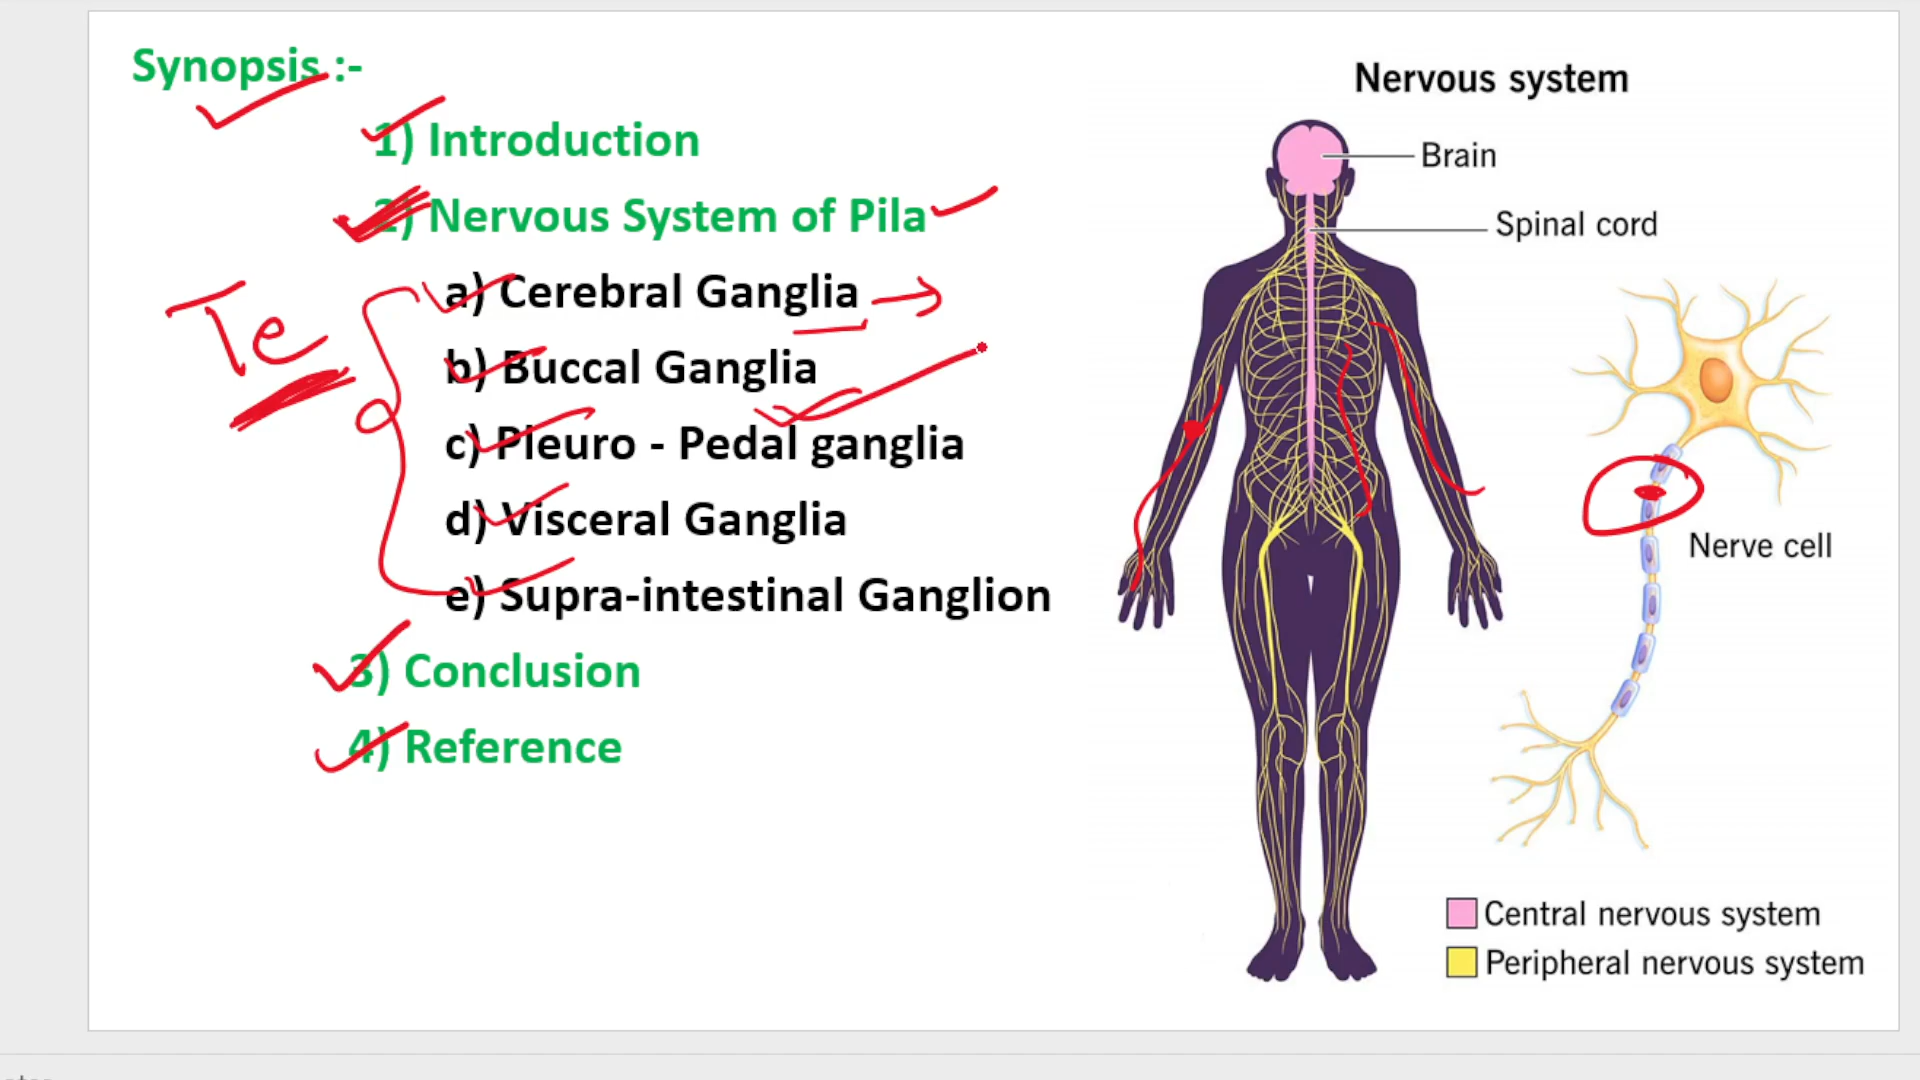 Synopsis :-
1) Introduction
2) Nervous System of Pila
a) Cerebral Ganglia
b) Buccal Ganglia
c) Pleuro - Pedal ganglia
d) Visceral Ganglia
e) Supra-intestinal Ganglion
3) Conclusion
4) Reference
Te
Nervous system
Brain
Spinal cord
Nerve cell
Central nervous system
Peripheral nervous system